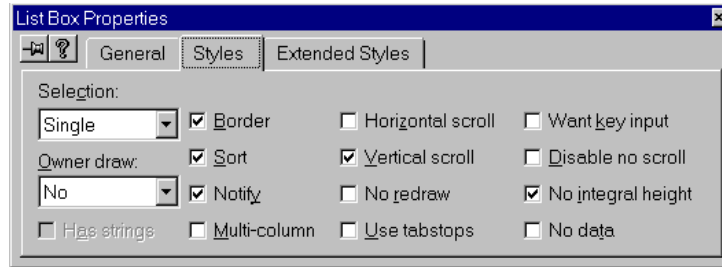 List Box Properties
? General Styles Extended Styles
Selection:
Single Border Horizontal scroll Want key input
Owner draw: Sort Vertical scroll Disable no scroll
No Notify No redraw No integral height
Has strings Multi-column Use tabstops No data